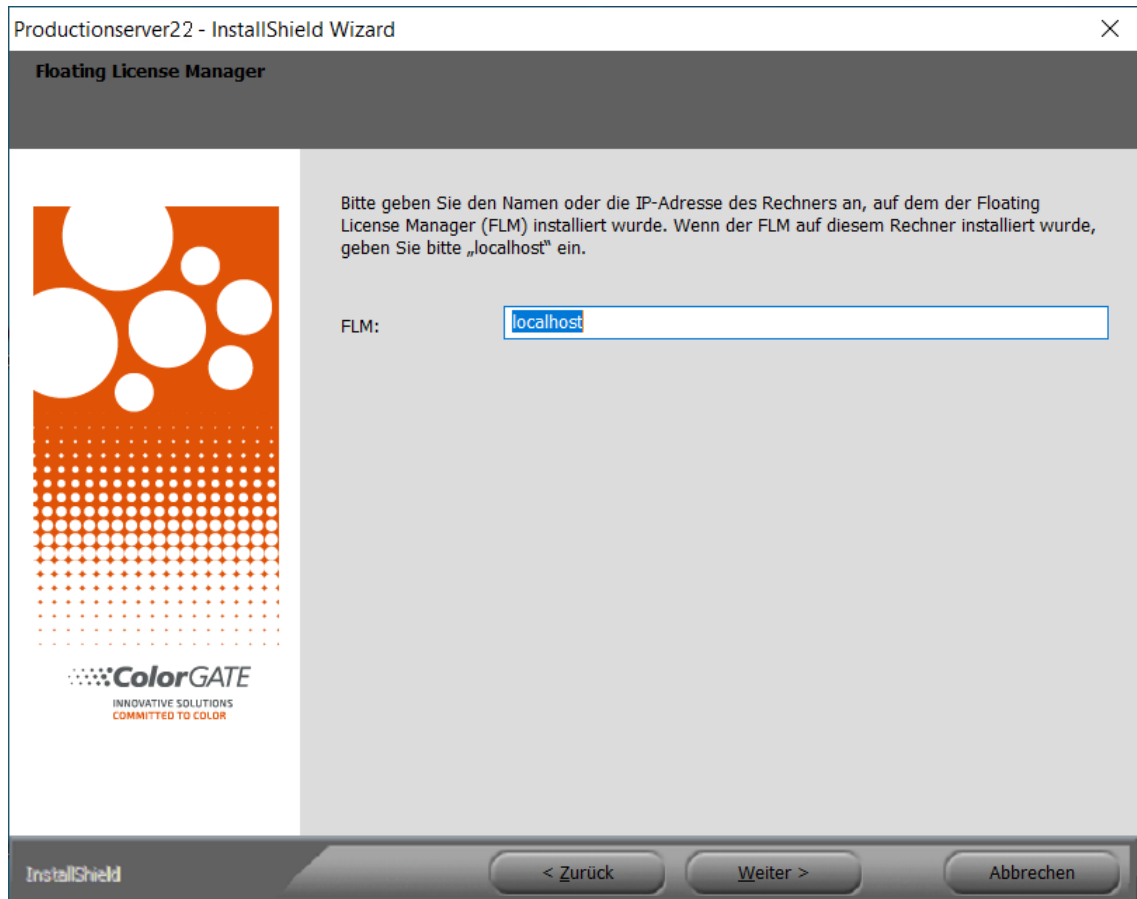 Productionserver22 - InstallShield Wizard
Floating License Manager
Bitte geben Sie den Namen oder die IP-Adresse des Rechners an, auf dem der Floating
License Manager (FLM) installiert wurde. Wenn der FLM auf diesem Rechner installiert wurde,
geben Sie bitte „localhost“ ein.
FLM:
localhost
ColorGATE
INNOVATIVE SOLUTIONS
COMMITTED TO COLOR
InstallShield
< Zurück
Weiter >
Abbrechen